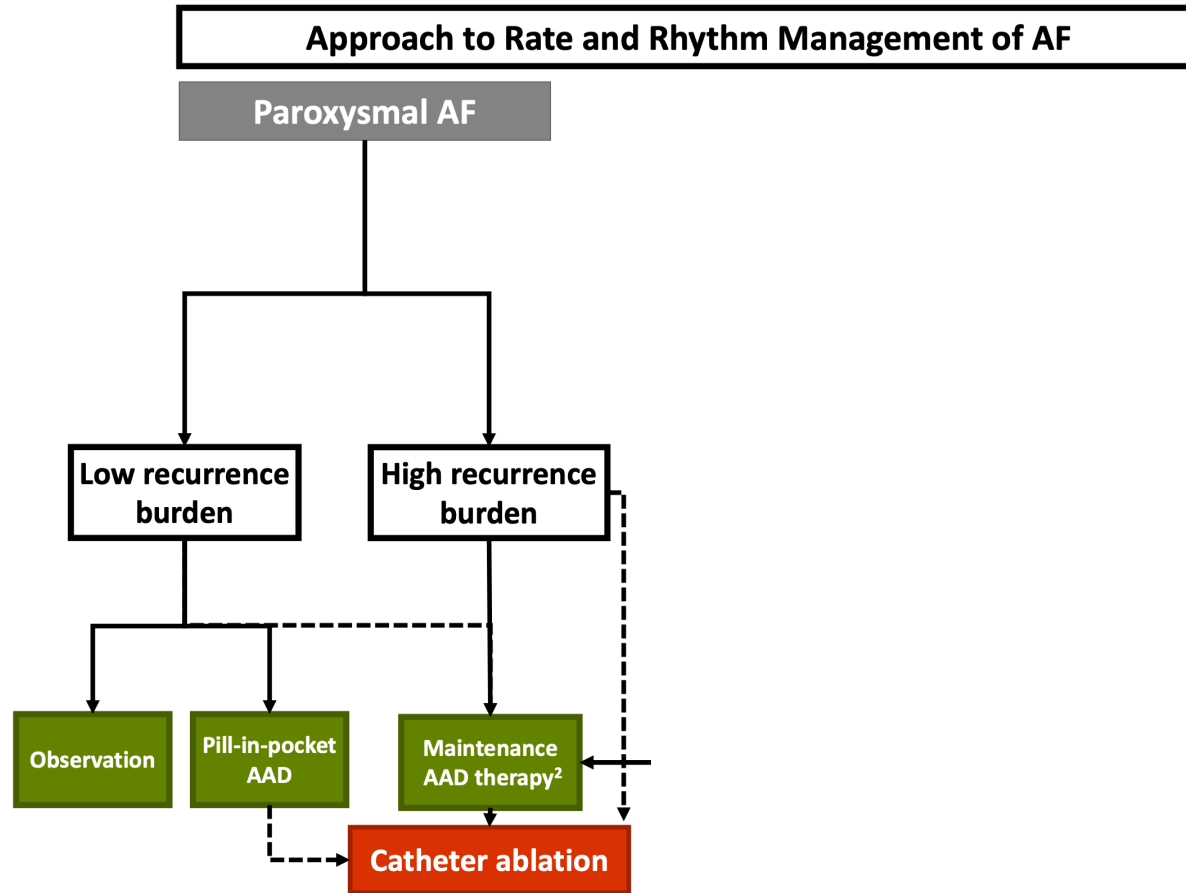 Approach to Rate and Rhythm Management of AF
Paroxysmal AF
Low recurrence
burden
High recurrence
burden
Observation
Pill-in-pocket
AAD
Maintenance
AAD therapy²
Catheter ablation